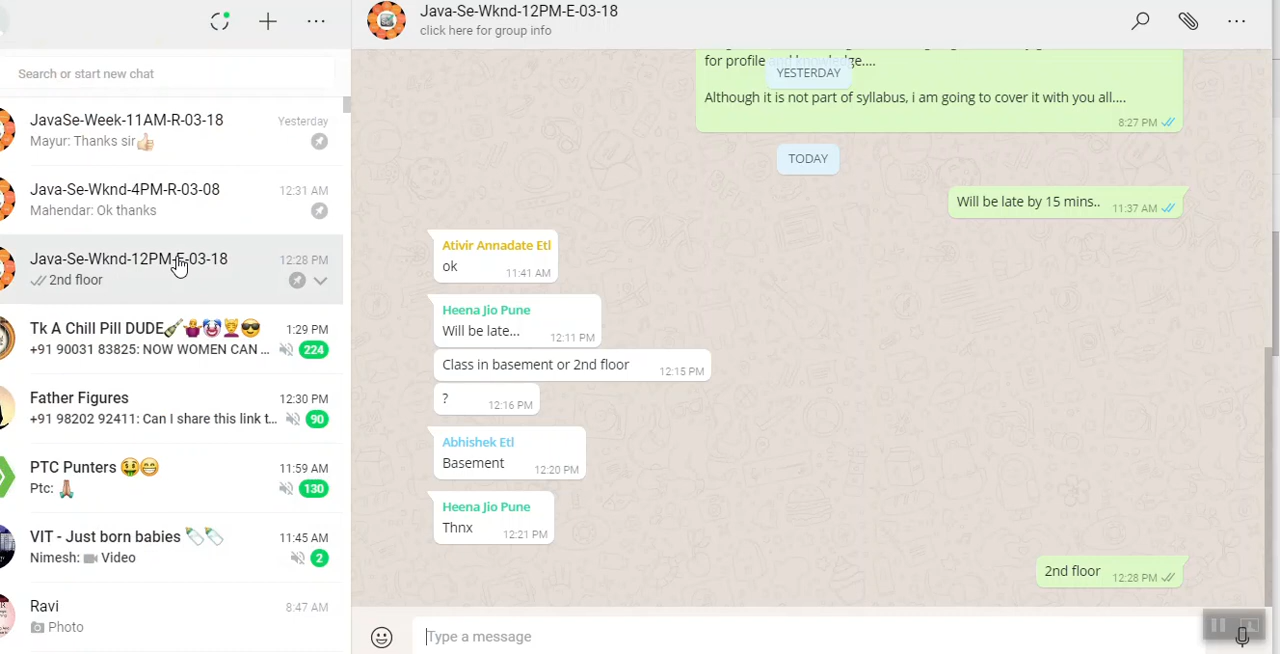 Search or start new chat
JavaSe-Week-11AM-R-03-18
Yesterday
Mayur: Thanks sir👍🏻
Java-Se-Wknd-4PM-R-03-08
12:31 AM
Mahendar: Ok thanks
Java-Se-Wknd-12PM-E-03-18
12:28 PM
2nd floor
Tk A Chill Pill DUDE🍾🤷‍♀️🤡💆😎
1:29 PM
+91 90031 83825: NOW WOMEN CAN ...
224
Father Figures
12:30 PM
+91 98202 92411: Can I share this link t...
90
PTC Punters 🤑😁
11:59 AM
Ptc: 🙏🏻
130
VIT - Just born babies 🍼🍼
11:45 AM
Nimesh: Video
2
Ravi
8:47 AM
Photo
Java-Se-Wknd-12PM-E-03-18
click here for group info
for profile and knowledge....
YESTERDAY
Although it is not part of syllabus, i am going to cover it with you all....
8:27 PM
TODAY
Will be late by 15 mins..
11:37 AM
Ativir Annadate Etl
ok
11:41 AM
Heena Jio Pune
Will be late...
12:11 PM
Class in basement or 2nd floor
12:15 PM
?
12:16 PM
Abhishek Etl
Basement
12:20 PM
Heena Jio Pune
Thnx
12:21 PM
2nd floor
12:28 PM
Type a message